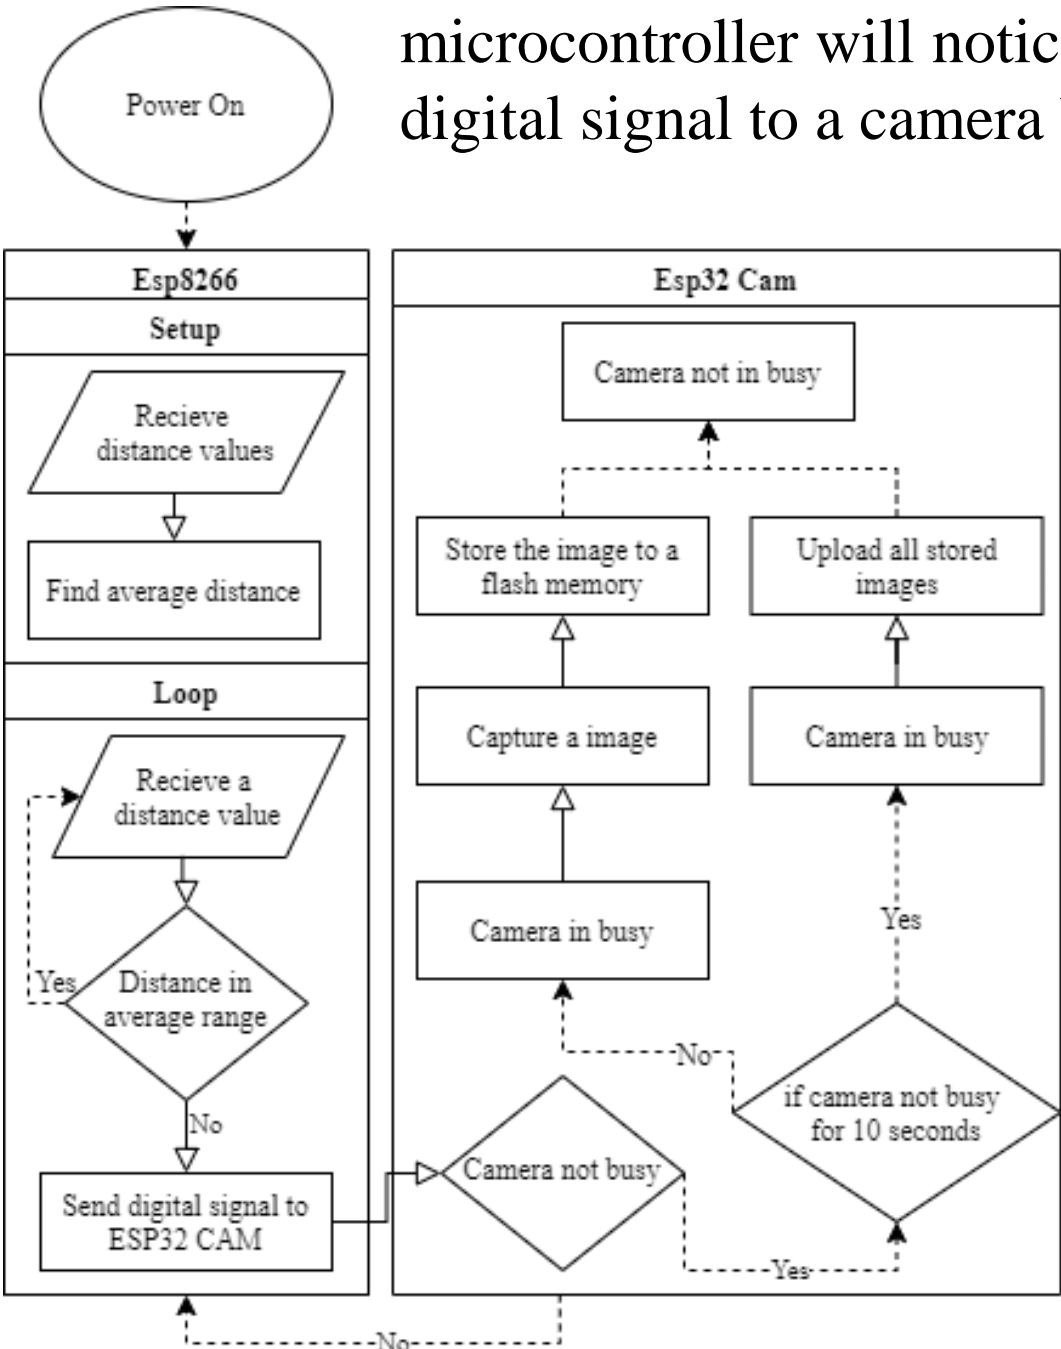 microcontroller will notic
digital signal to a camera
Power On
Esp8266
Setup
Recieve
distance values
Find average distance
Loop
Recieve a
distance value
Yes
Distance in
average range
No
Send digital signal to
ESP32 CAM
Esp32 Cam
Camera not in busy
Store the image to a
flash memory
Upload all stored
images
Capture a image
Camera in busy
Camera in busy
Yes
No
if camera not busy
for 10 seconds
Camera not busy
Yes
No